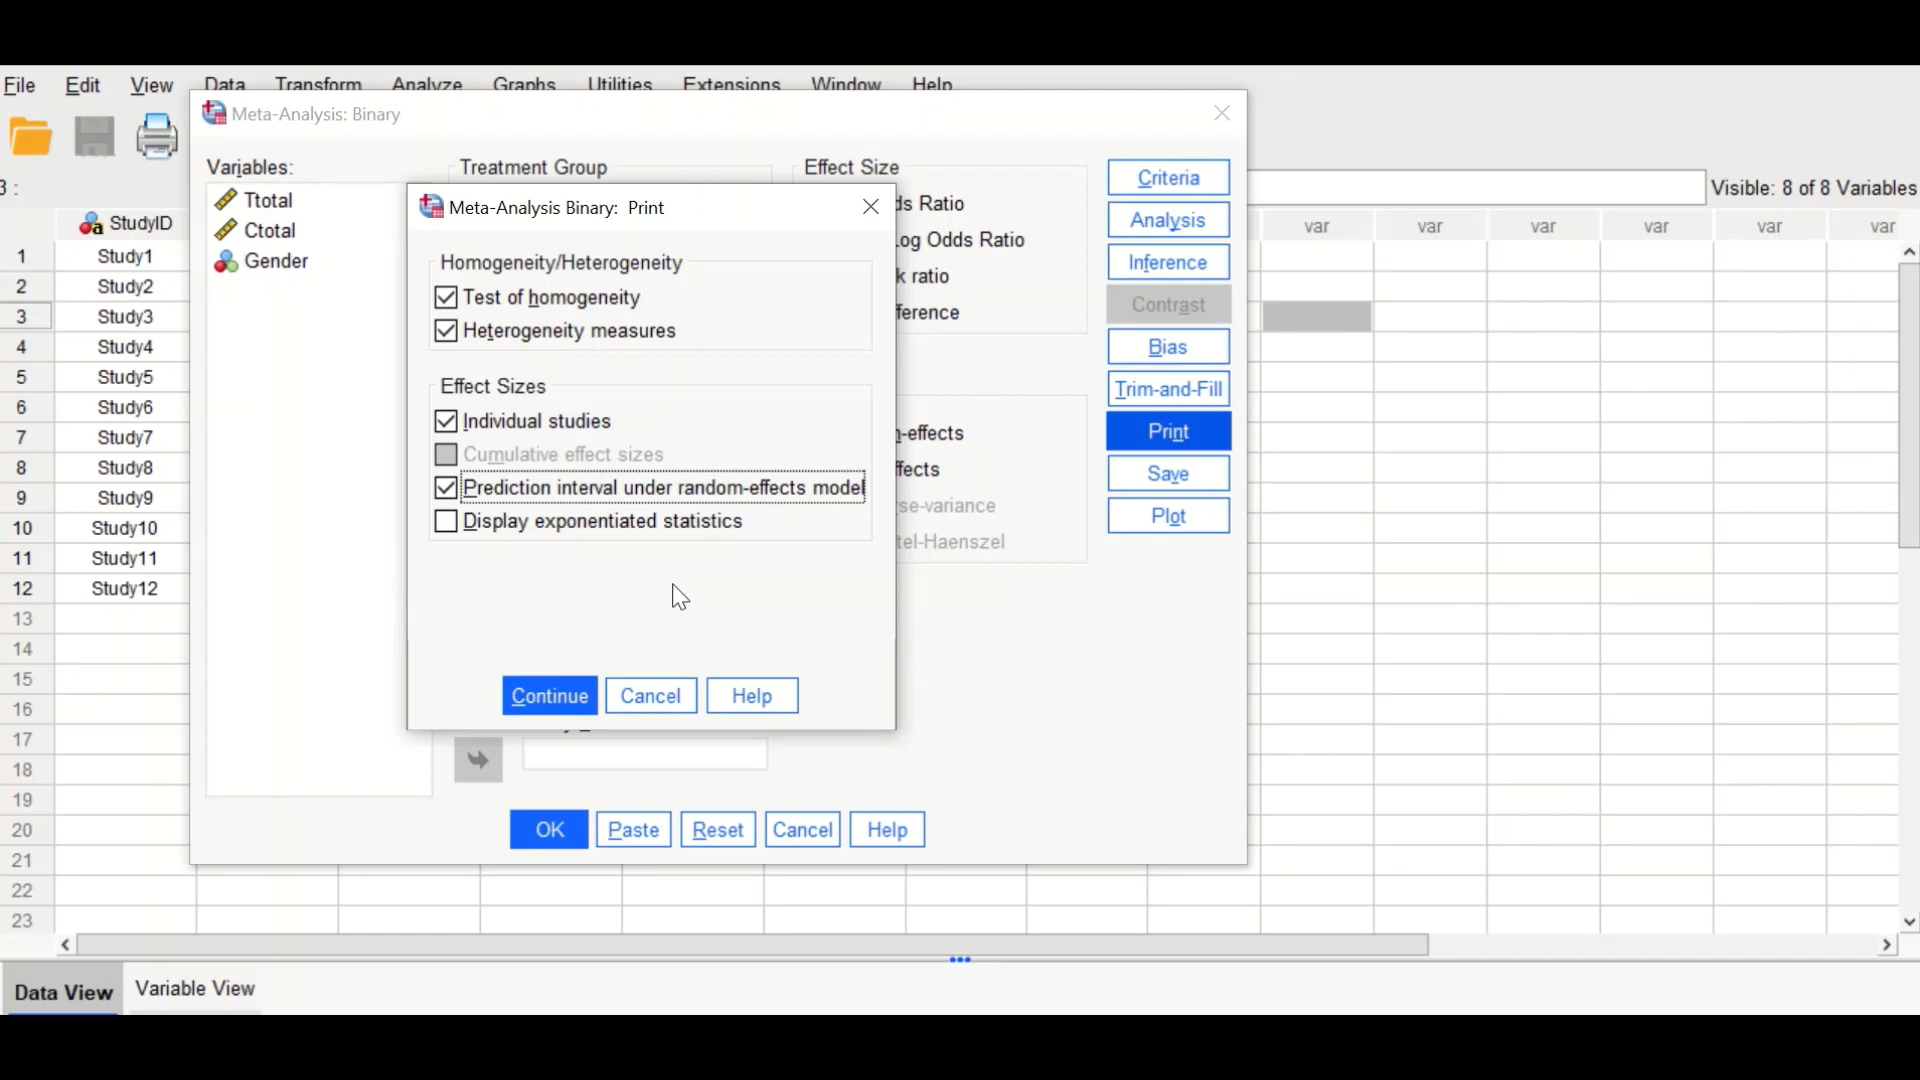 File Edit View Data Transform Analyze Graphs Utilities Extensions Window Help
Meta-Analysis: Binary
Variables:
Treatment Group
Effect Size
Criteria
3 :
Visible: 8 of 8 Variables
Ttotal
Meta-Analysis Binary: Print
ds Ratio
Analysis
StudyID
var var var var var var
Ctotal
Log Odds Ratio
1 Study1
Gender
Homogeneity/Heterogeneity
k ratio
Inference
2 Study2
Test of homogeneity
ference
Contrast
3 Study3
Heterogeneity measures
4 Study4
Bias
5 Study5
Effect Sizes
Trim-and-Fill
6 Study6
Individual studies
n-effects
Print
7 Study7
Cumulative effect sizes
ffects
Save
8 Study8
Prediction interval under random-effects model
se-variance
9 Study9
Display exponentiated statistics
tel-Haenszel
Plot
10 Study10
11 Study11
12 Study12
13
14
15
16
Continue Cancel Help
17
18
19
20
OK Paste Reset Cancel Help
21
22
23
Data View Variable View